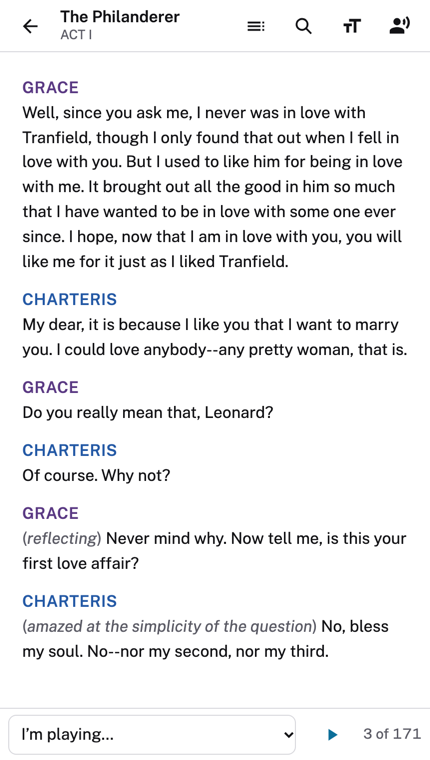 The Philanderer
ACT I
GRACE
Well, since you ask me, I never was in love with
Tranfield, though I only found that out when I fell in
love with you. But I used to like him for being in love
with me. It brought out all the good in him so much
that I have wanted to be in love with some one ever
since. I hope, now that I am in love with you, you will
like me for it just as I liked Tranfield.
CHARTERIS
My dear, it is because I like you that I want to marry
you. I could love anybody--any pretty woman, that is.
GRACE
Do you really mean that, Leonard?
CHARTERIS
Of course. Why not?
GRACE
(reflecting) Never mind why. Now tell me, is this your
first love affair?
CHARTERIS
(amazed at the simplicity of the question) No, bless
my soul. No--nor my second, nor my third.
I'm playing...
3 of 171